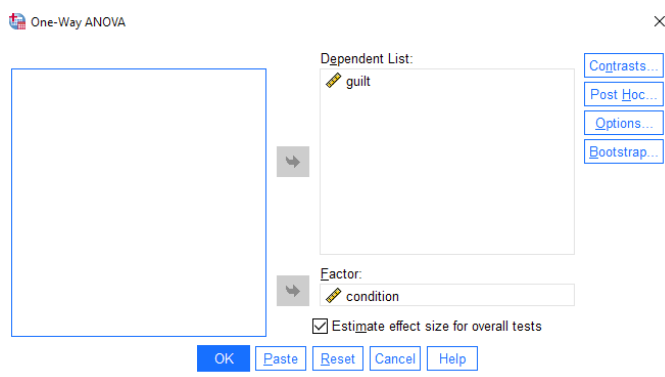 One-Way ANOVA
Dependent List:
guilt
Contrasts...
Post Hoc...
Options...
Bootstrap...
Factor:
condition
Estimate effect size for overall tests
OK Paste Reset Cancel Help